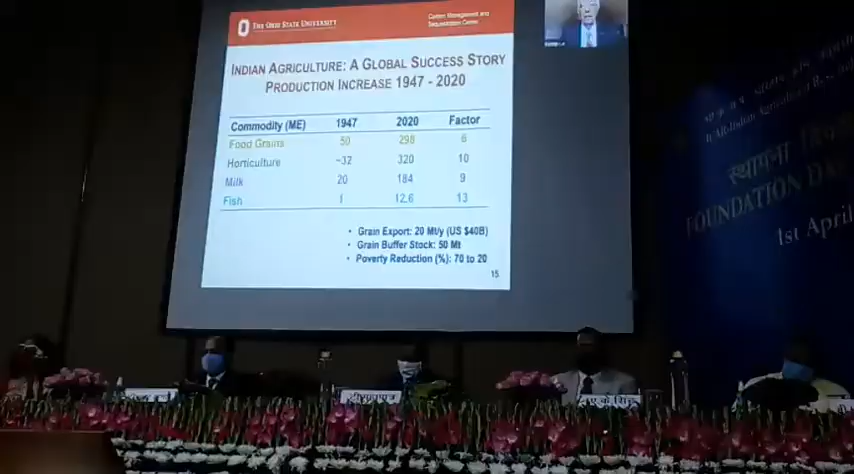 THE OHIO STATE UNIVERSITY
Carbon Management and
Sequestration Center
INDIAN AGRICULTURE: A GLOBAL SUCCESS STORY
PRODUCTION INCREASE 1947 - 2020
Commodity (ME) 1947 2020 Factor
Food Grains 50 298 6
Horticulture ~32 320 10
Milk 20 184 9
Fish 1 12.6 13
• Grain Export: 20 Mt/y (US $40B)
• Grain Buffer Stock: 50 Mt
• Poverty Reduction (%): 70 to 20
15
Agricultural
स्थापना
FOUNDATION
1st April